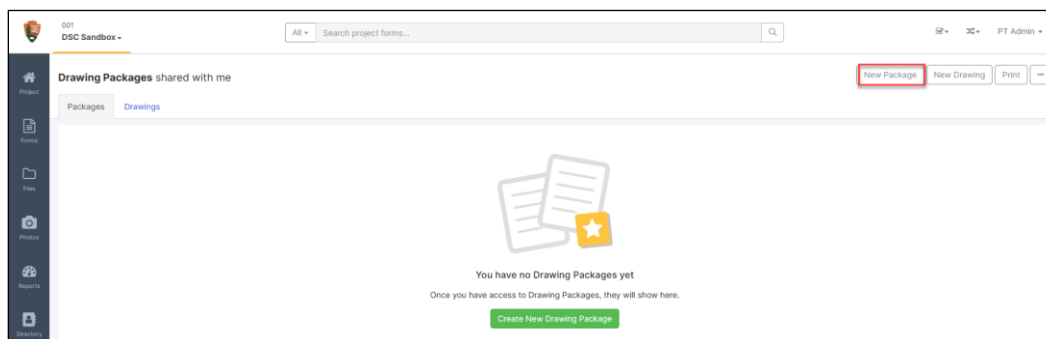 001
DSC Sandbox
All
Search project forms...
PT Admin
Drawing Packages shared with me
New Package
New Drawing
Print
Packages
Drawings
Project
Forms
Files
Photos
Reports
Directory
You have no Drawing Packages yet
Once you have access to Drawing Packages, they will show here.
Create New Drawing Package